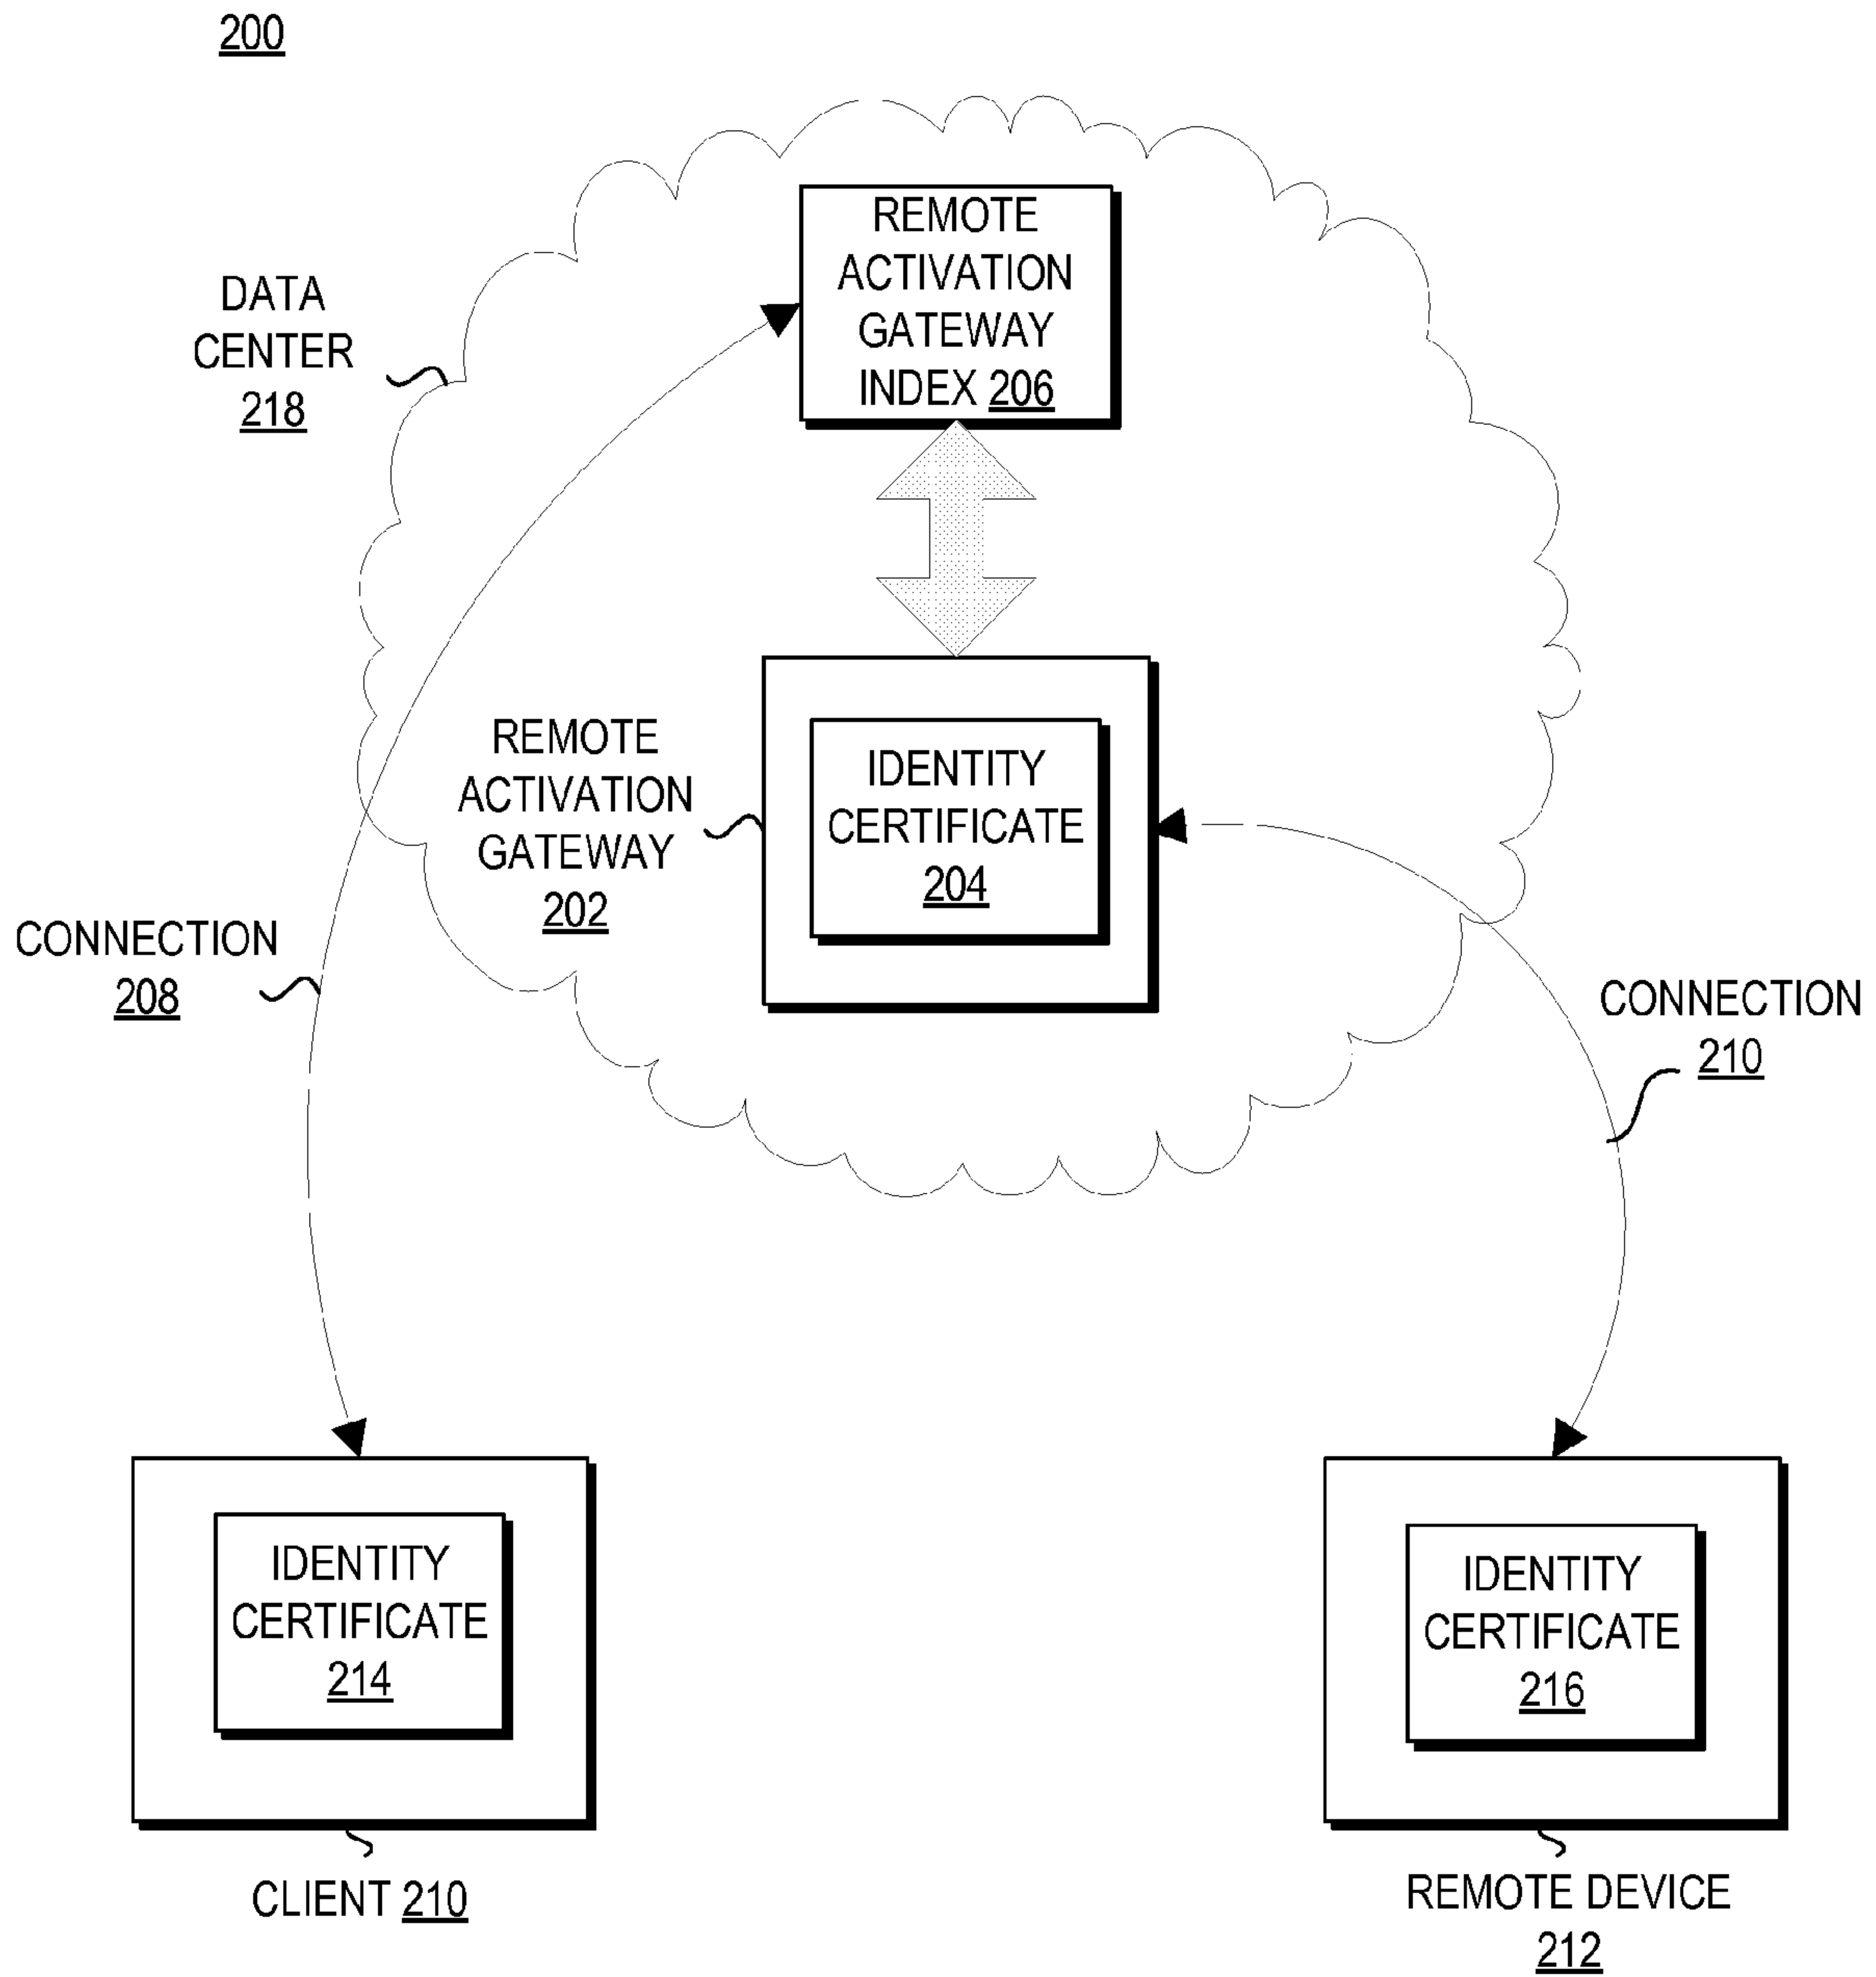 200
REMOTE
ACTIVATION
GATEWAY
INDEX 206
DATA
CENTER
218
REMOTE
ACTIVATION
GATEWAY
202
IDENTITY
CERTIFICATE
204
CONNECTION
208
CONNECTION
210
IDENTITY
CERTIFICATE
214
IDENTITY
CERTIFICATE
216
CLIENT 210
REMOTE DEVICE
212